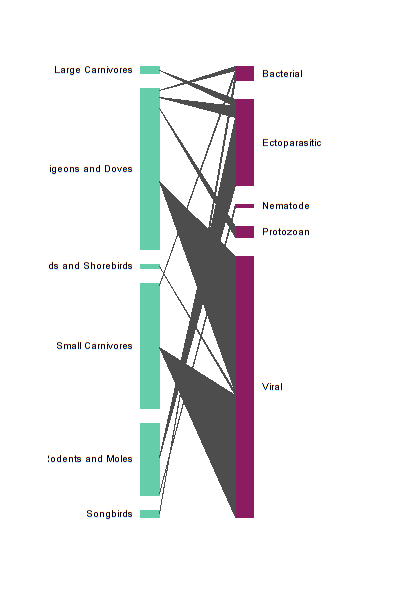 Large Carnivores
Bacterial
Ectoparasitic
igeons and Doves
Nematode
Protozoan
ds and Shorebirds
Small Carnivores
Viral
odents and Moles
Songbirds